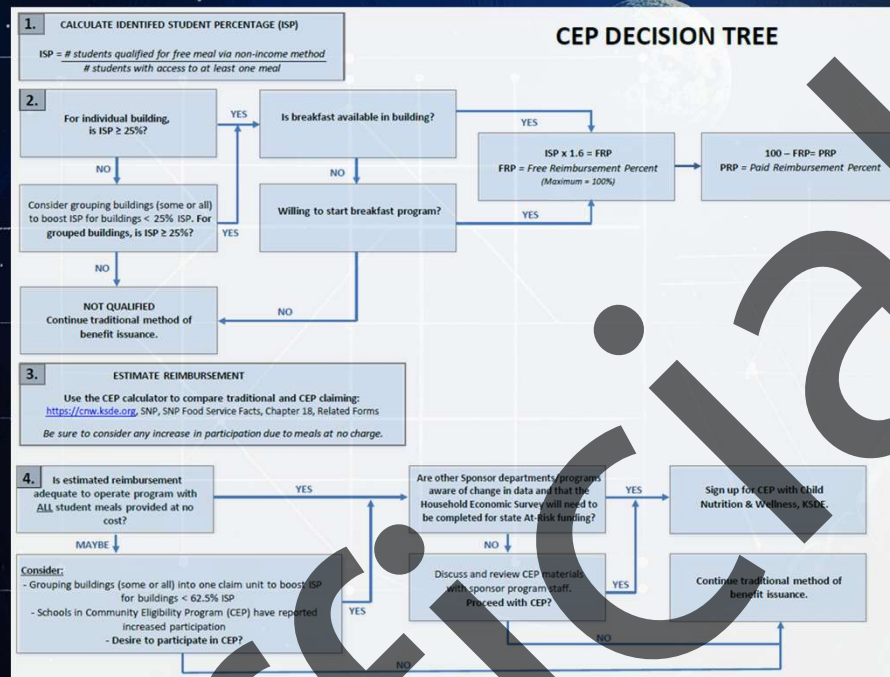 CEP DECISION TREE
1.
CALCULATE IDENTIFED STUDENT PERCENTAGE (ISP)
ISP = # students qualified for free meal via non-income method
# students with access to at least one meal
2.
For individual building,
is ISP ≥ 25%?
YES
Is breakfast available in building?
YES
ISP x 1.6 = FRP
FRP = Free Reimbursement Percent
(Maximum = 100%)
100 – FRP= PRP
PRP = Paid Reimbursement Percent
NO
NO
Consider grouping buildings (some or all)
to boost ISP for buildings < 25% ISP. For
grouped buildings, is ISP ≥ 25%?
YES
Willing to start breakfast program?
YES
NO
NOT QUALIFIED
Continue traditional method of
benefit issuance.
NO
3.
ESTIMATE REIMBURSEMENT
Use the CEP calculator to compare traditional and CEP claiming:
https://cnw.ksde.org, SNP, SNP Food Service Facts, Chapter 18, Related Forms
Be sure to consider any increase in participation due to meals at no charge.
4.
Is estimated reimbursement
adequate to operate program with
ALL student meals provided at no
cost?
YES
Are other Sponsor departments/programs
aware of change in data and that the
Household Economic Survey will need to
be completed for state At-Risk funding?
YES
Sign up for CEP with Child
Nutrition & Wellness, KSDE.
MAYBE
NO
Consider:
- Grouping buildings (some or all) into one claim unit to boost ISP
for buildings < 62.5% ISP
- Schools in Community Eligibility Program (CEP) have reported
increased participation
- Desire to participate in CEP?
YES
Discuss and review CEP materials
with sponsor program staff.
Proceed with CEP?
YES
Continue traditional method of
benefit issuance.
NO
NO